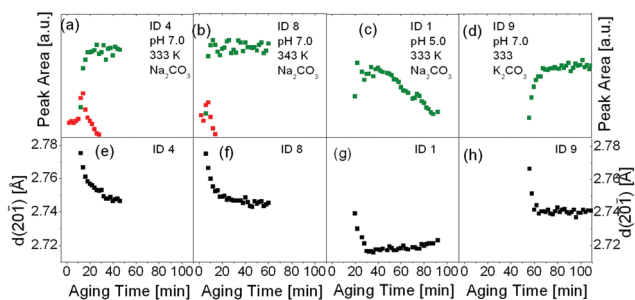 (a) ID 4 pH 7.0 333 K Na₂CO₃
(b) ID 8 pH 7.0 343 K Na₂CO₃
(c) ID 1 pH 5.0 333 K Na₂CO₃
(d) ID 9 pH 7.0 333 K₂CO₃
Peak Area [a.u.]
Peak Area [a.u.]
(e) ID 4
(f) ID 8
(g) ID 1
(h) ID 9
d(201̄) [Å]
2.78
2.76
2.74
2.72
d(201̄) [Å]
2.78
2.76
2.74
2.72
0 20 40 60 80 100
0 20 40 60 80 100
0 20 40 60 80 100
0 20 40 60 80 100
Aging Time [min]
Aging Time [min]
Aging Time [min]
Aging Time [min]